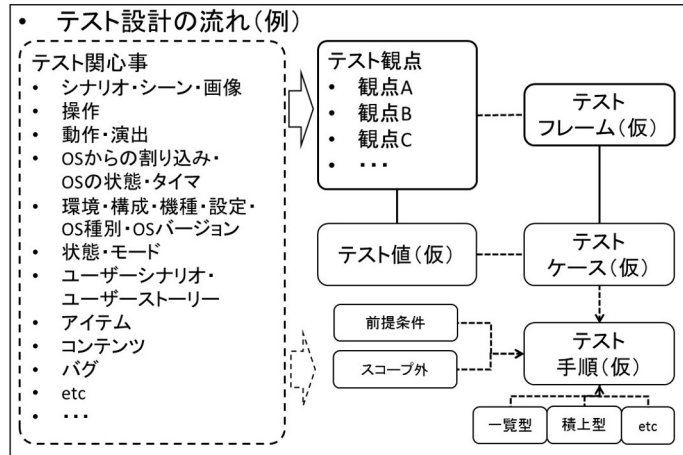 • テスト設計の流れ(例)
テスト関心事
• シナリオ・シーン・画像
• 操作
• 動作・演出
• OSからの割り込み・
OSの状態・タイマ
• 環境・構成・機種・設定・
OS種別・OSバージョン
• 状態・モード
• ユーザーシナリオ・
ユーザーストーリー
• アイテム
• コンテンツ
• バグ
• etc
• ・・・
テスト観点
• 観点A
• 観点B
• 観点C
• ・・・
テスト
フレーム(仮)
テスト値(仮)
テスト
ケース(仮)
前提条件
スコープ外
テスト
手順(仮)
一覧型
積上型
etc